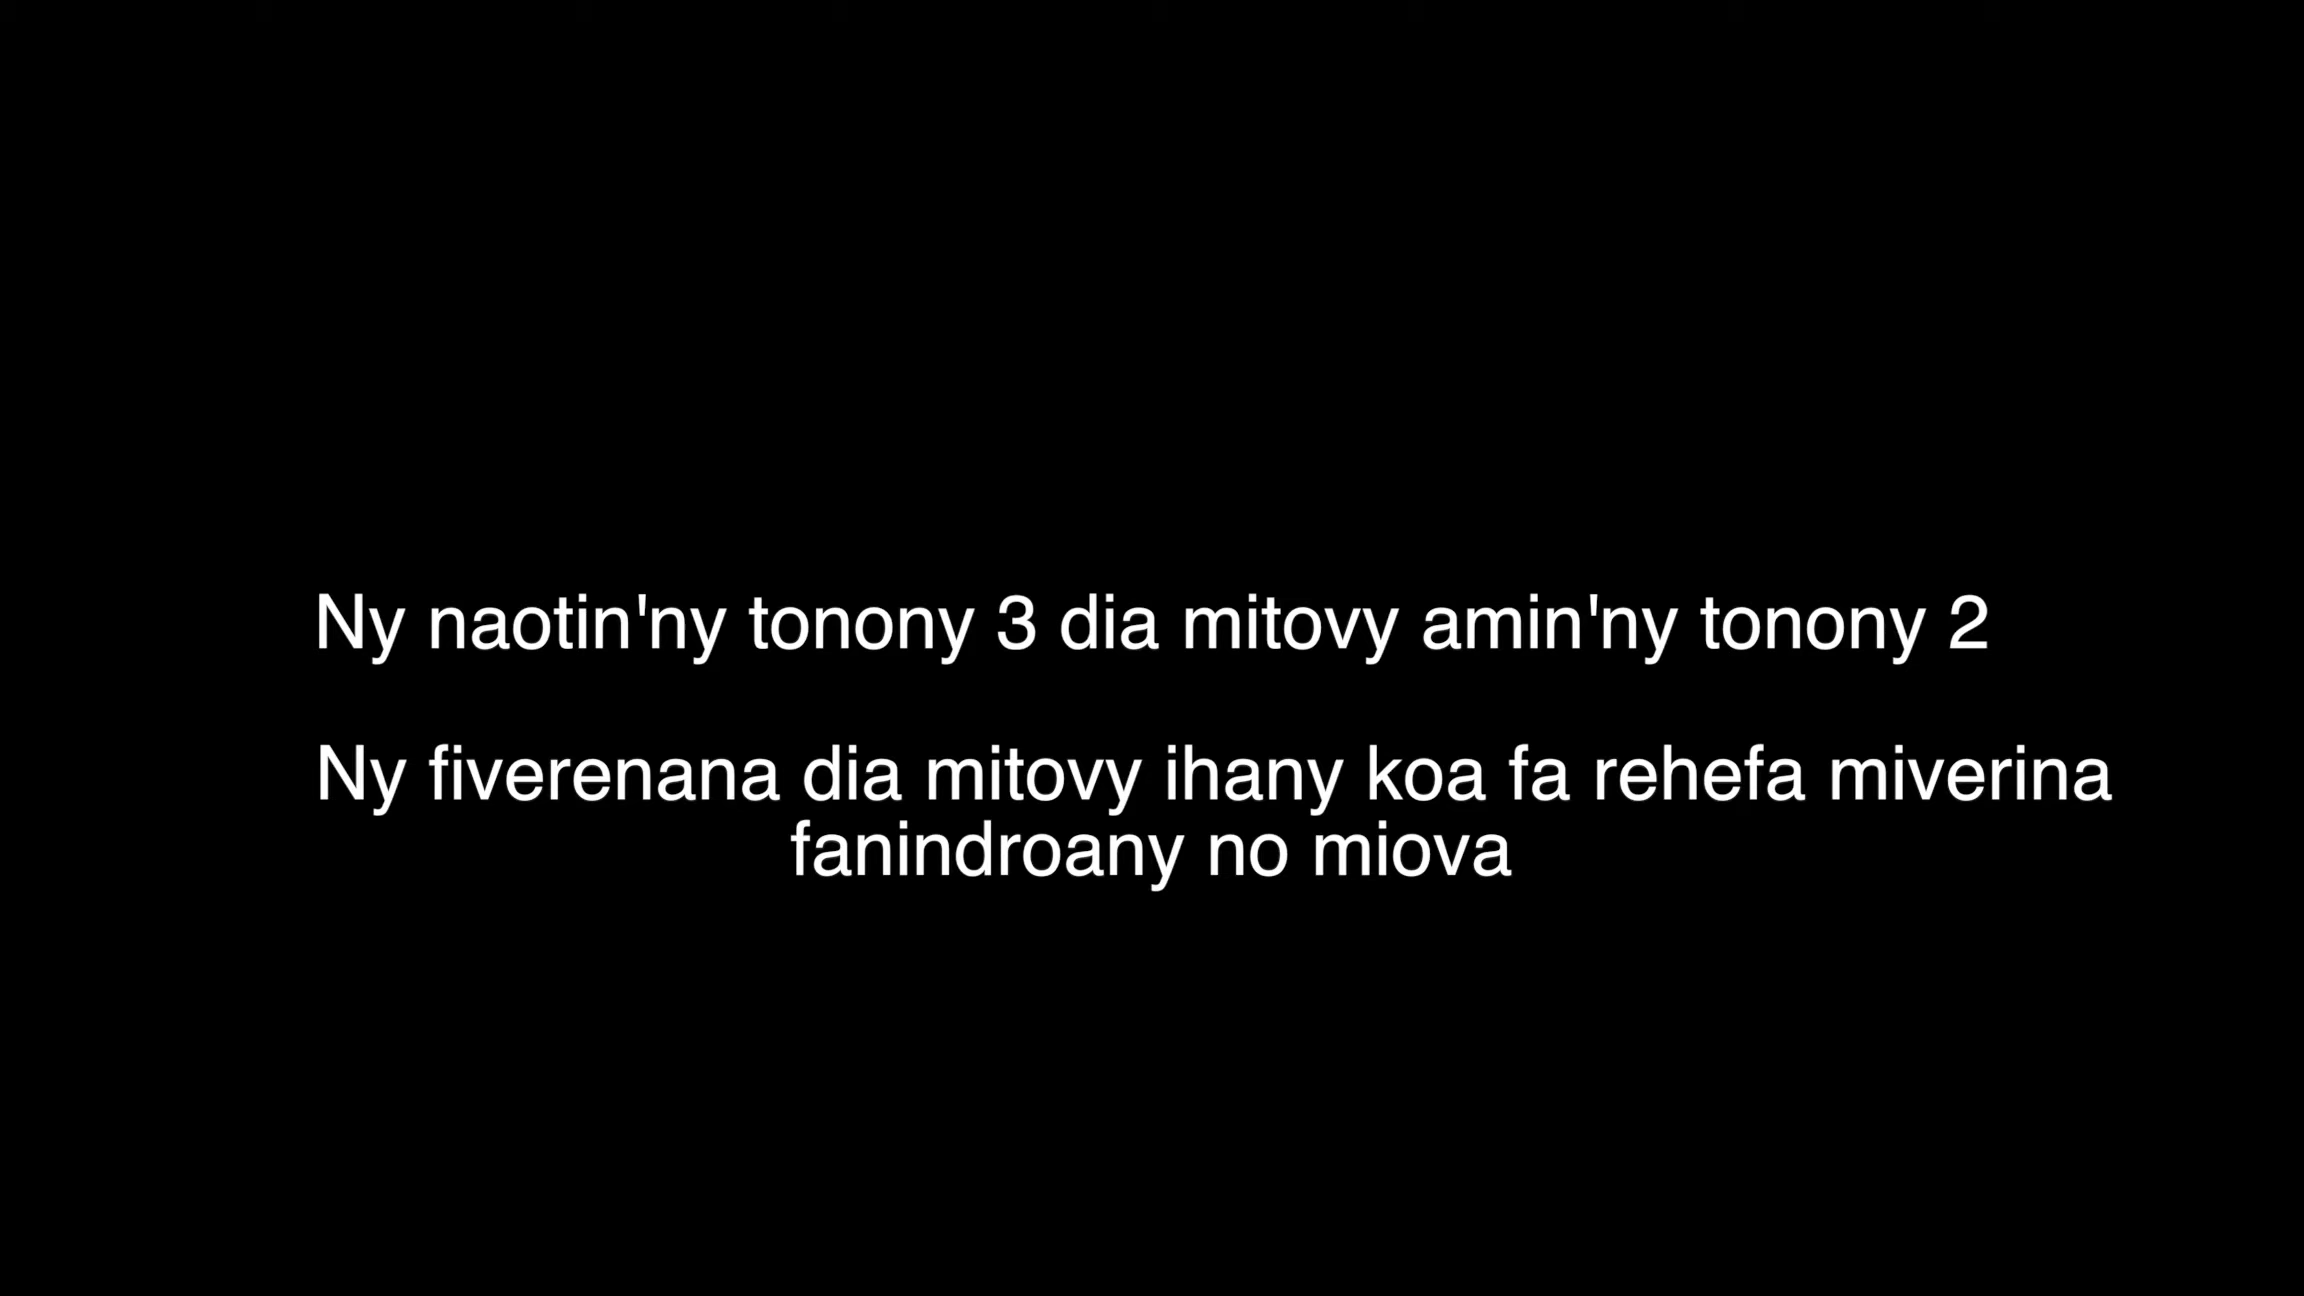 Ny naotin'ny tonony 3 dia mitovy amin'ny tonony 2
Ny fiverenana dia mitovy ihany koa fa rehefa miverina
fanindroany no miova